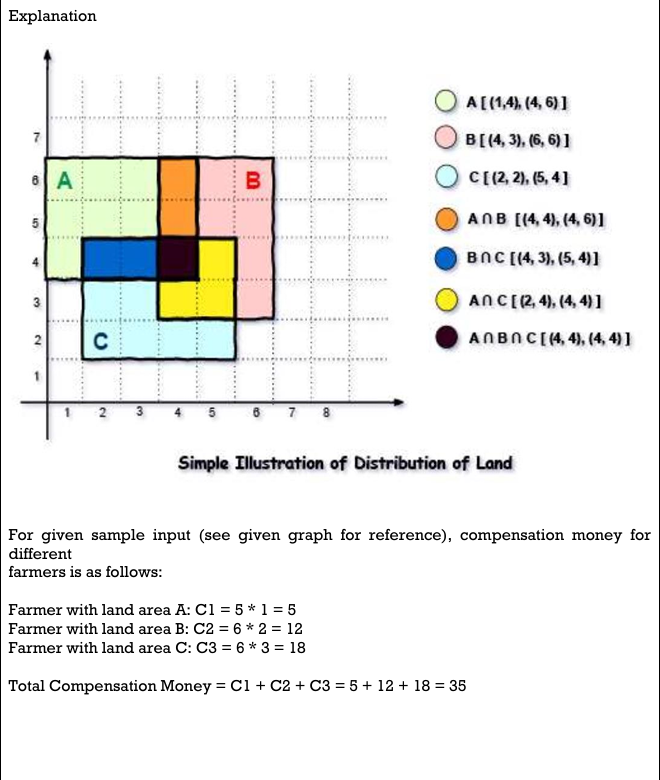 Explanation
7
6
5
4
3
2
1
1 2 3 4 5 6 7 8
A
B
C
A [ (1,4), (4, 6) ]
B [ (4, 3), (6, 6) ]
C [ (2, 2), (5, 4 ]
A ∩ B [(4, 4), (4, 6)]
B ∩ C [(4, 3), (5, 4)]
A ∩ C [ (2, 4), (4, 4) ]
A ∩ B ∩ C [ (4, 4), (4, 4) ]
Simple Illustration of Distribution of Land
For given sample input (see given graph for reference), compensation money for
different
farmers is as follows:
Farmer with land area A: C1 = 5 * 1 = 5
Farmer with land area B: C2 = 6 * 2 = 12
Farmer with land area C: C3 = 6 * 3 = 18
Total Compensation Money = C1 + C2 + C3 = 5 + 12 + 18 = 35